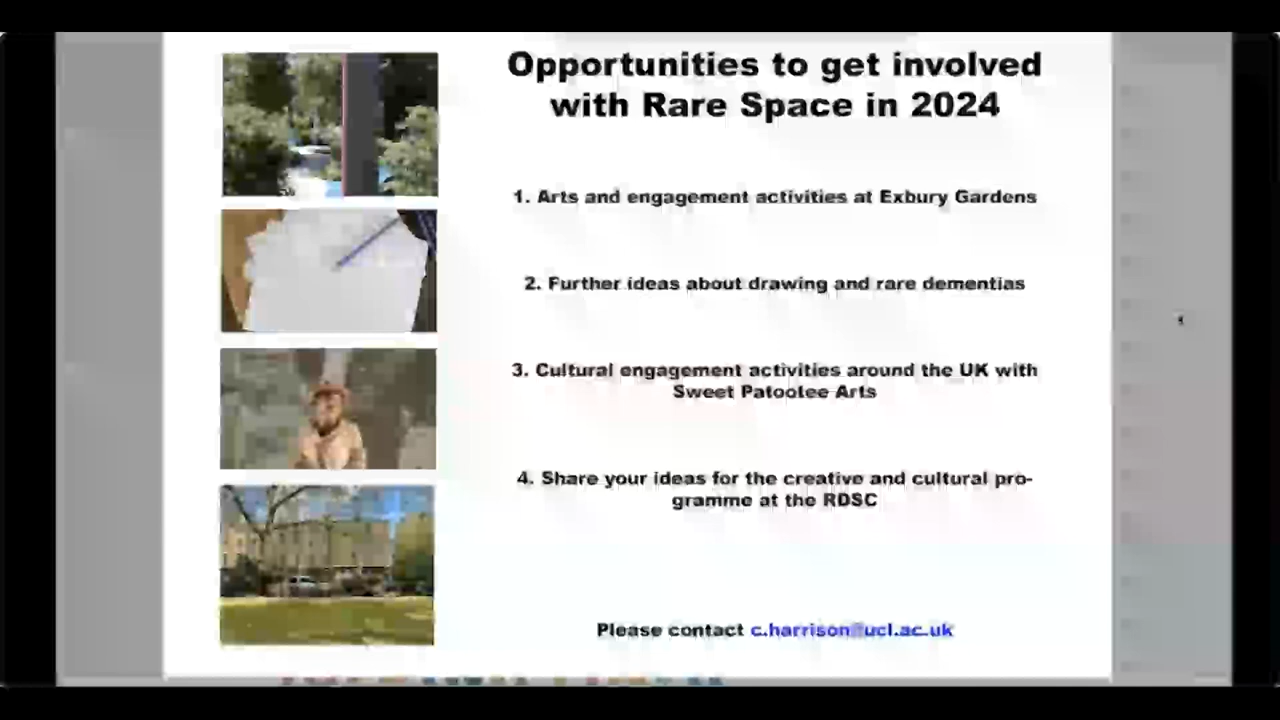 Opportunities to get involved
with Rare Space in 2024
1. Arts and engagement activities at Exbury Gardens
2. Further ideas about drawing and rare dementias
3. Cultural engagement activities around the UK with
Sweet Patootee Arts
4. Share your ideas for the creative and cultural pro-
gramme at the RDSC
Please contact c.harrison@ucl.ac.uk